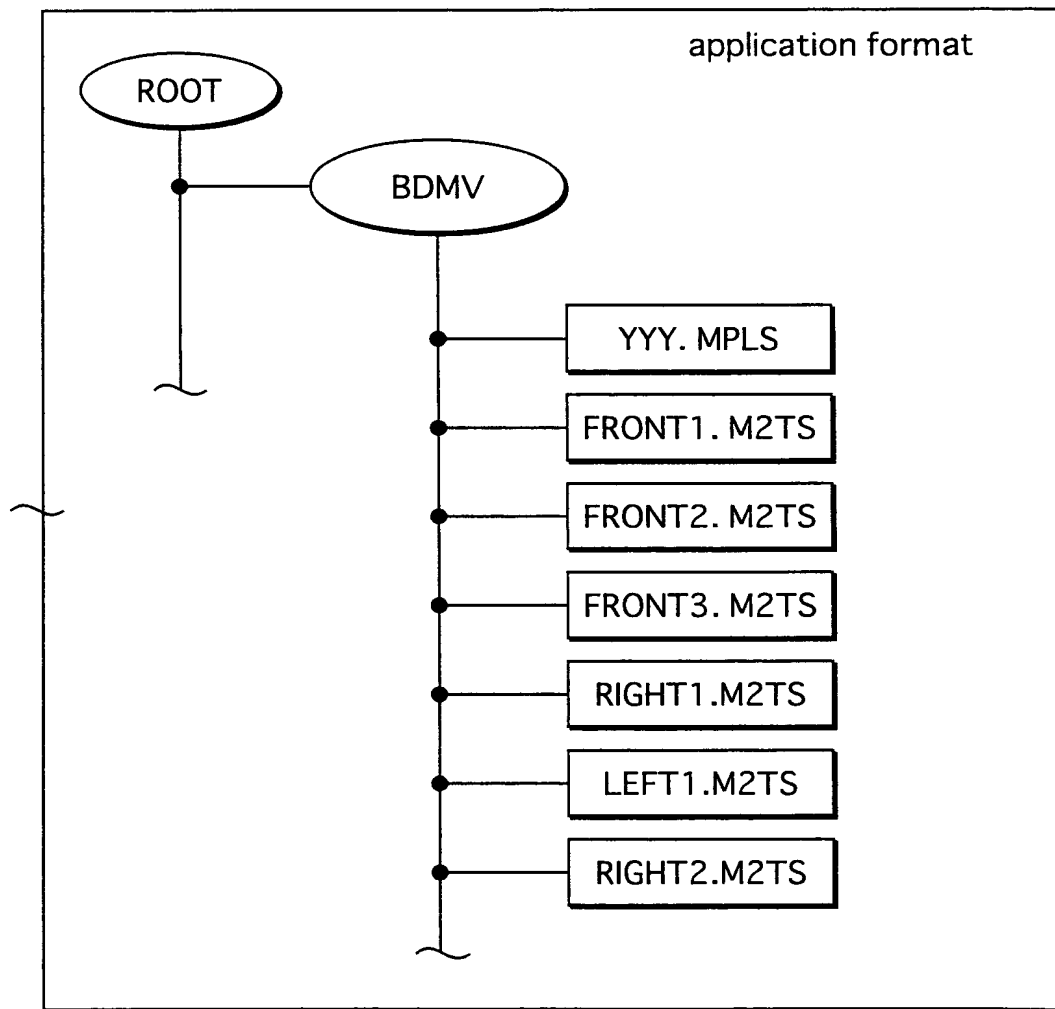 application format
ROOT
BDMV
YYY. MPLS
FRONT1. M2TS
FRONT2. M2TS
FRONT3. M2TS
RIGHT1.M2TS
LEFT1.M2TS
RIGHT2.M2TS